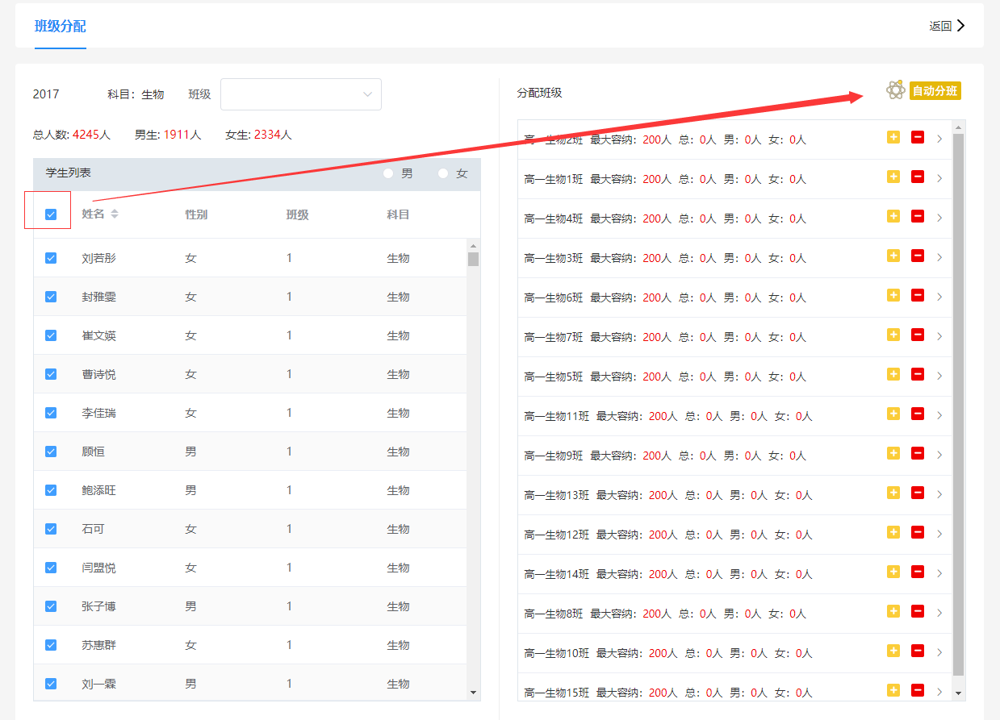 班级分配
返回
2017 科目：生物 班级
总人数: 4245人 男生: 1911人 女生: 2334人
学生列表 男 女
姓名 性别 班级 科目
刘若彤 女 1 生物
封雅雯 女 1 生物
崔文媖 女 1 生物
曹诗悦 女 1 生物
李佳瑞 女 1 生物
顾恒 男 1 生物
鲍添旺 男 1 生物
石可 女 1 生物
闫盟悦 女 1 生物
张子博 男 1 生物
苏惠群 女 1 生物
刘一霖 男 1 生物
分配班级 自动分班
高一生物2班 最大容纳：200人 总：0人 男：0人 女：0人
高一生物1班 最大容纳：200人 总：0人 男：0人 女：0人
高一生物4班 最大容纳：200人 总：0人 男：0人 女：0人
高一生物3班 最大容纳：200人 总：0人 男：0人 女：0人
高一生物6班 最大容纳：200人 总：0人 男：0人 女：0人
高一生物7班 最大容纳：200人 总：0人 男：0人 女：0人
高一生物5班 最大容纳：200人 总：0人 男：0人 女：0人
高一生物11班 最大容纳：200人 总：0人 男：0人 女：0人
高一生物9班 最大容纳：200人 总：0人 男：0人 女：0人
高一生物13班 最大容纳：200人 总：0人 男：0人 女：0人
高一生物12班 最大容纳：200人 总：0人 男：0人 女：0人
高一生物14班 最大容纳：200人 总：0人 男：0人 女：0人
高一生物8班 最大容纳：200人 总：0人 男：0人 女：0人
高一生物10班 最大容纳：200人 总：0人 男：0人 女：0人
高一生物15班 最大容纳：200人 总：0人 男：0人 女：0人